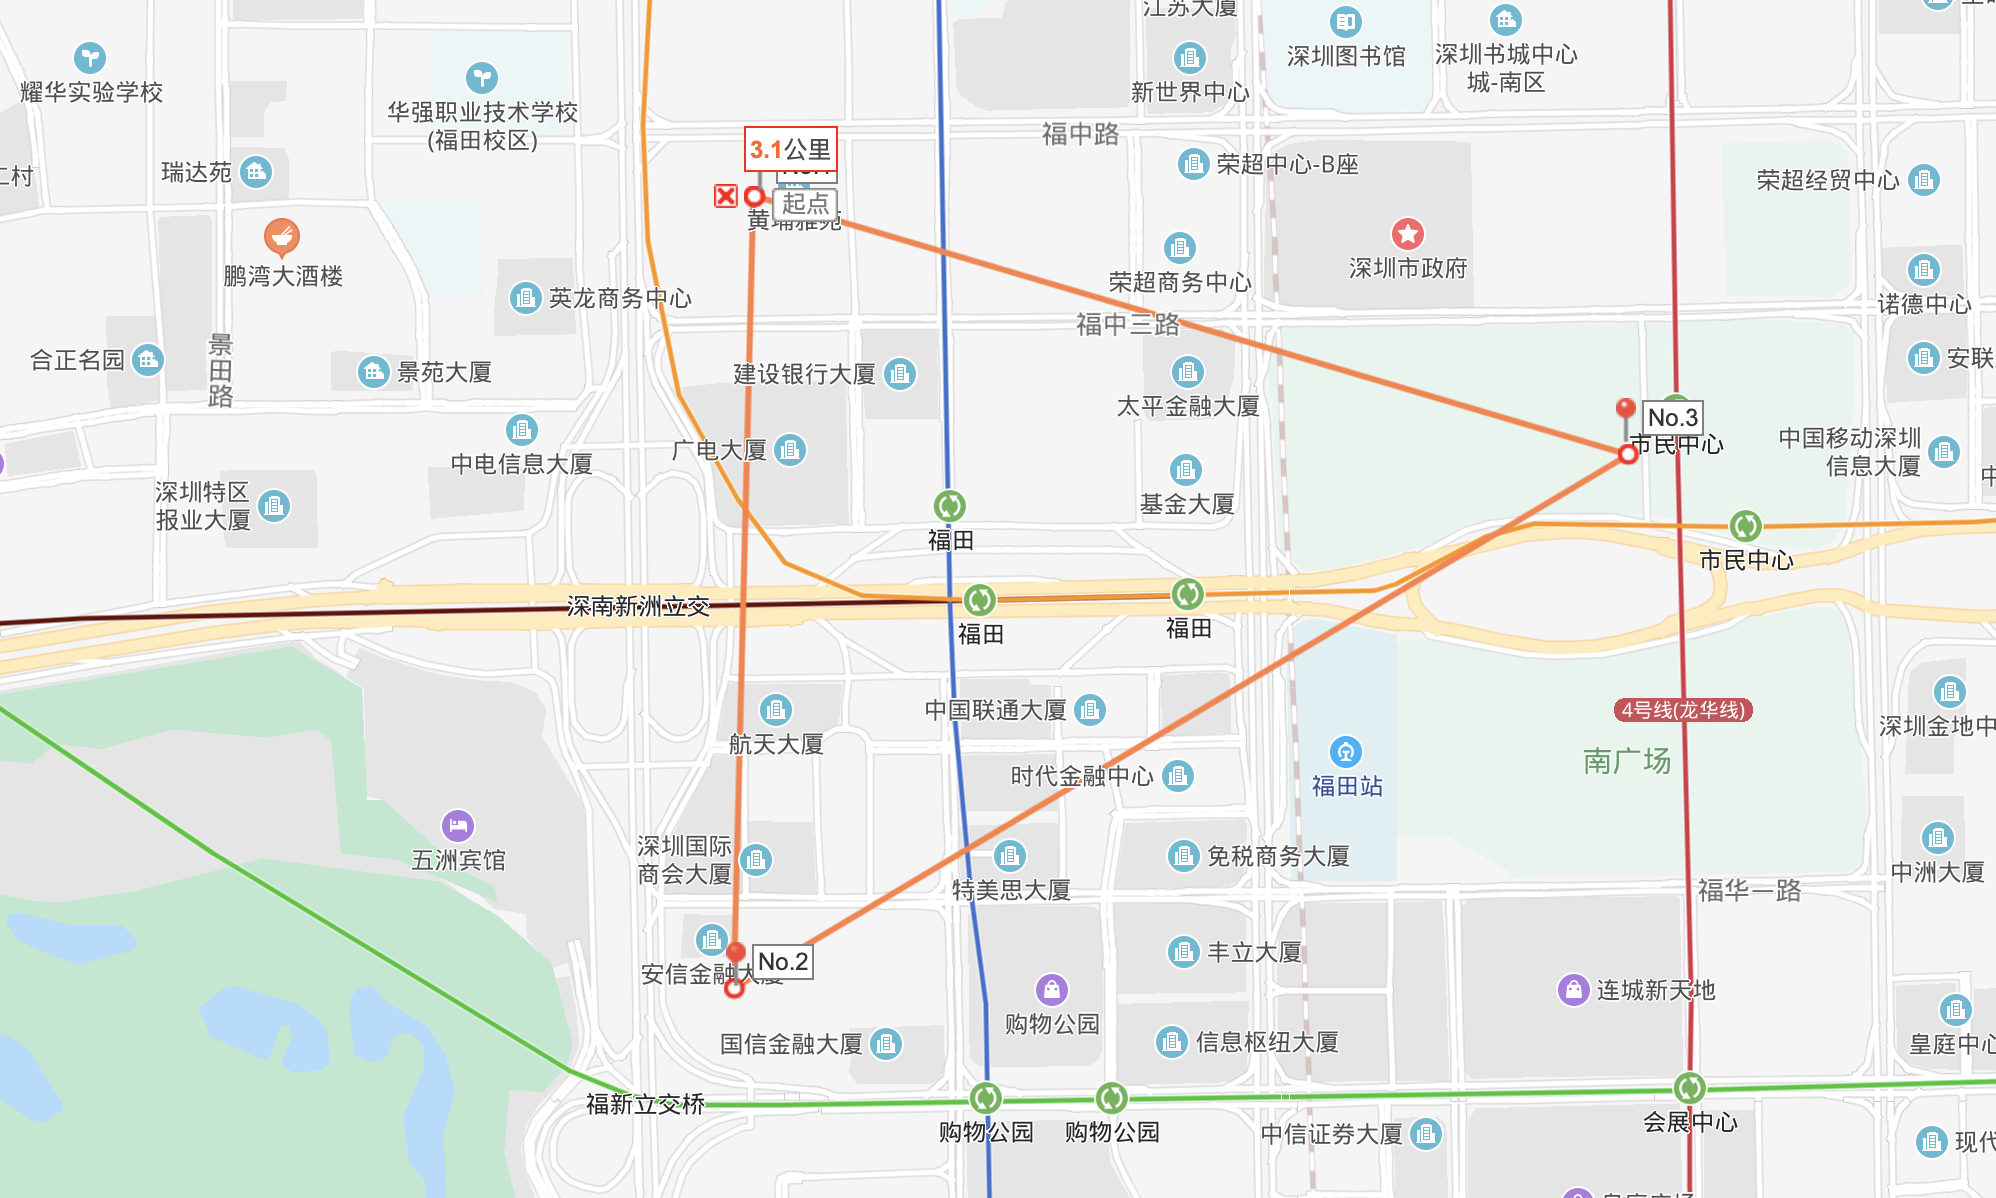 江苏大厦
深圳图书馆
深圳书城中心
城-南区
耀华实验学校
华强职业技术学校
(福田校区)
新世界中心
福中路
3.1公里
起点
黄埔雅苑
瑞达苑
二村
荣超中心-B座
荣超经贸中心
深圳市政府
鹏湾大酒楼
英龙商务中心
荣超商务中心
诺德中心
福中三路
景田路
合正名园
景苑大厦
建设银行大厦
太平金融大厦
安联
No.3
市民中心
广电大厦
中电信息大厦
中国移动深圳
信息大厦
深圳特区
报业大厦
基金大厦
福田
市民中心
深南新洲立交
福田
福田
中国联通大厦
4号线(龙华线)
深圳金地中
航天大厦
南广场
时代金融中心
福田站
五洲宾馆
深圳国际
商会大厦
特美思大厦
免税商务大厦
中洲大厦
福华一路
No.2
安信金融大厦
丰立大厦
连城新天地
购物公园
国信金融大厦
信息枢纽大厦
皇庭中心
福新立交桥
购物公园
购物公园
会展中心
中信证券大厦
现代